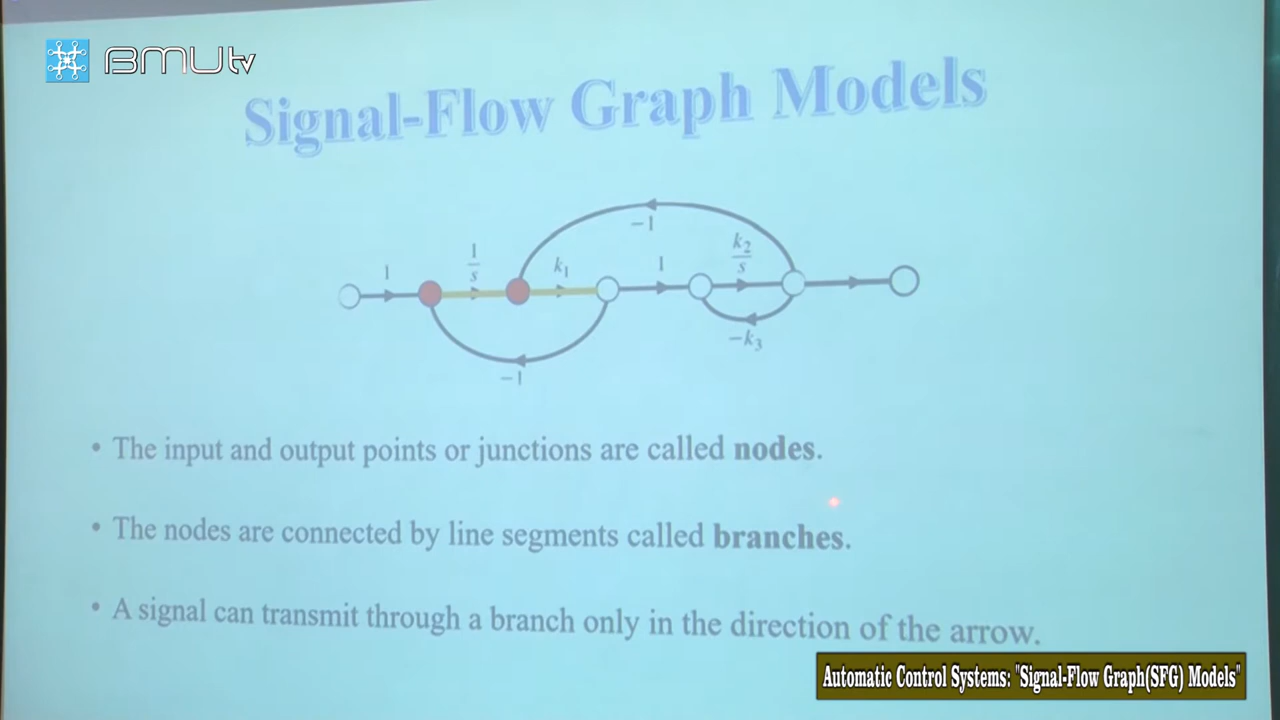 BMUtv
Signal-Flow Graph Models
-1
1
1
s
k1
1
k2
s
-k3
-1
• The input and output points or junctions are called nodes.
• The nodes are connected by line segments called branches.
• A signal can transmit through a branch only in the direction of the arrow.
Automatic Control Systems: "Signal-Flow Graph(SFG) Models"